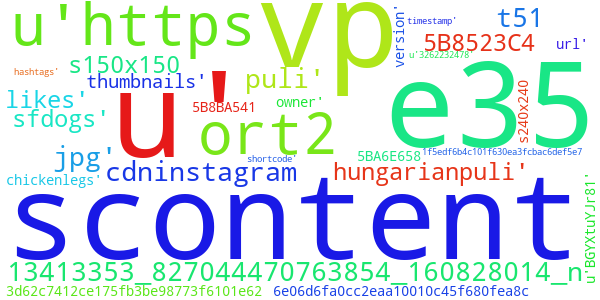 u'https
vp
version'
timestamp'
t51
5B8523C4
url'
u'3262232478'
s150x150
thumbnails'
puli'
likes'
5B8BA541
owner'
e35
s240x240
sfdogs'
u'
ort2
jpg'
shortcode'
5BA6E658
1f5edf6b4c101f630ea3fcbac6def5e7
hashtags'
chickenlegs'
cdninstagram
hungarianpuli'
scontent
u'BGYXtuYJr81'
13413353_827044470763854_160828014_n
3d62c7412ce175fb3be98773f6101e62
6e06d6fa0cc2eaa10010c45f680fea8c